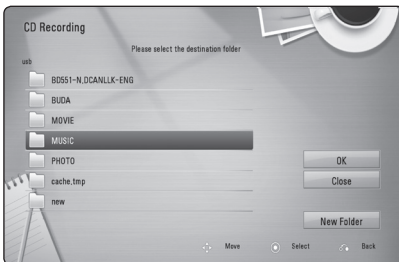 CD Recording
Please select the destination folder
usb
BD551-N,DCANLLK-ENG
BUDA
MOVIE
MUSIC
PHOTO
cache,tmp
new
OK
Close
New Folder
Move Select Back